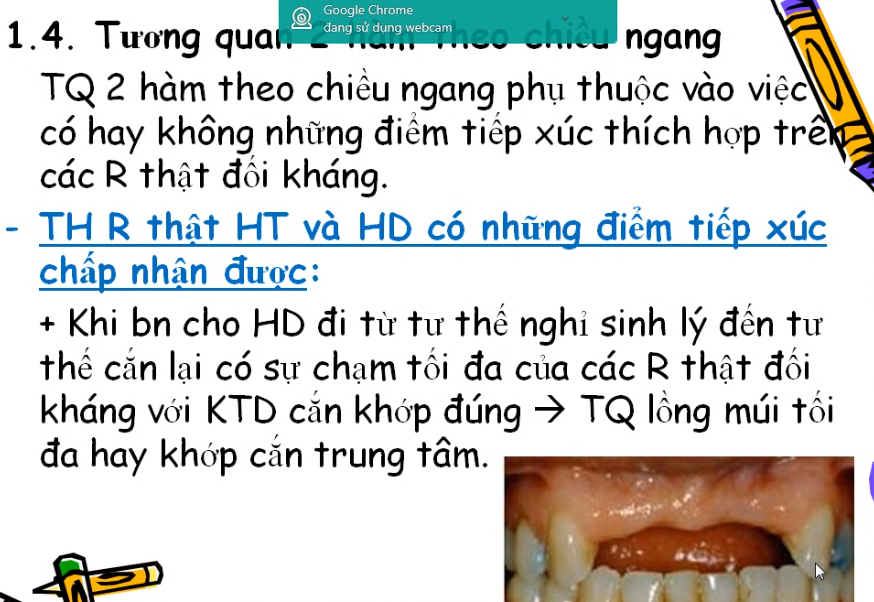 Google Chrome
đang sử dụng webcam
1.4. Tương quan 2 hàm theo chiều ngang
TQ 2 hàm theo chiều ngang phụ thuộc vào việc
có hay không những điểm tiếp xúc thích hợp trên
các R thật đối kháng.
- TH R thật HT và HD có những điểm tiếp xúc
chấp nhận được:
+ Khi bn cho HD đi từ tư thế nghỉ sinh lý đến tư
thế cắn lại có sự chạm tối đa của các R thật đối
kháng với KTD cắn khớp đúng → TQ lồng múi tối
đa hay khớp cắn trung tâm.